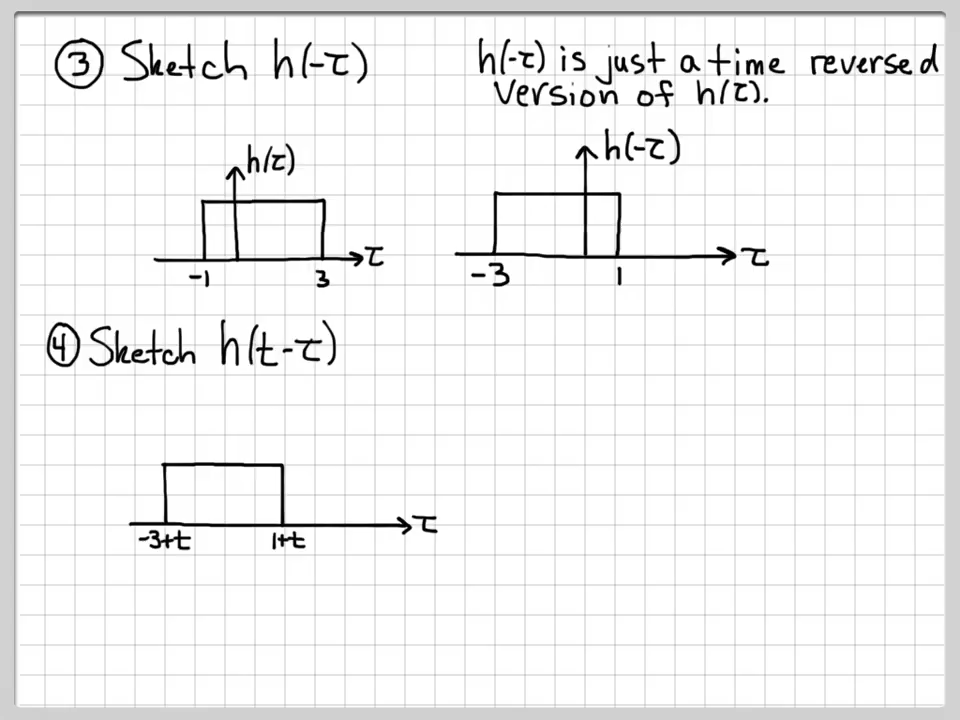 ③ Sketch h(-τ)
h(-τ) is just a time reversed
version of h(τ).
h(τ)
τ
-1 3
h(-τ)
τ
-3 1
④ Sketch h(t-τ)
τ
-3+t 1+t